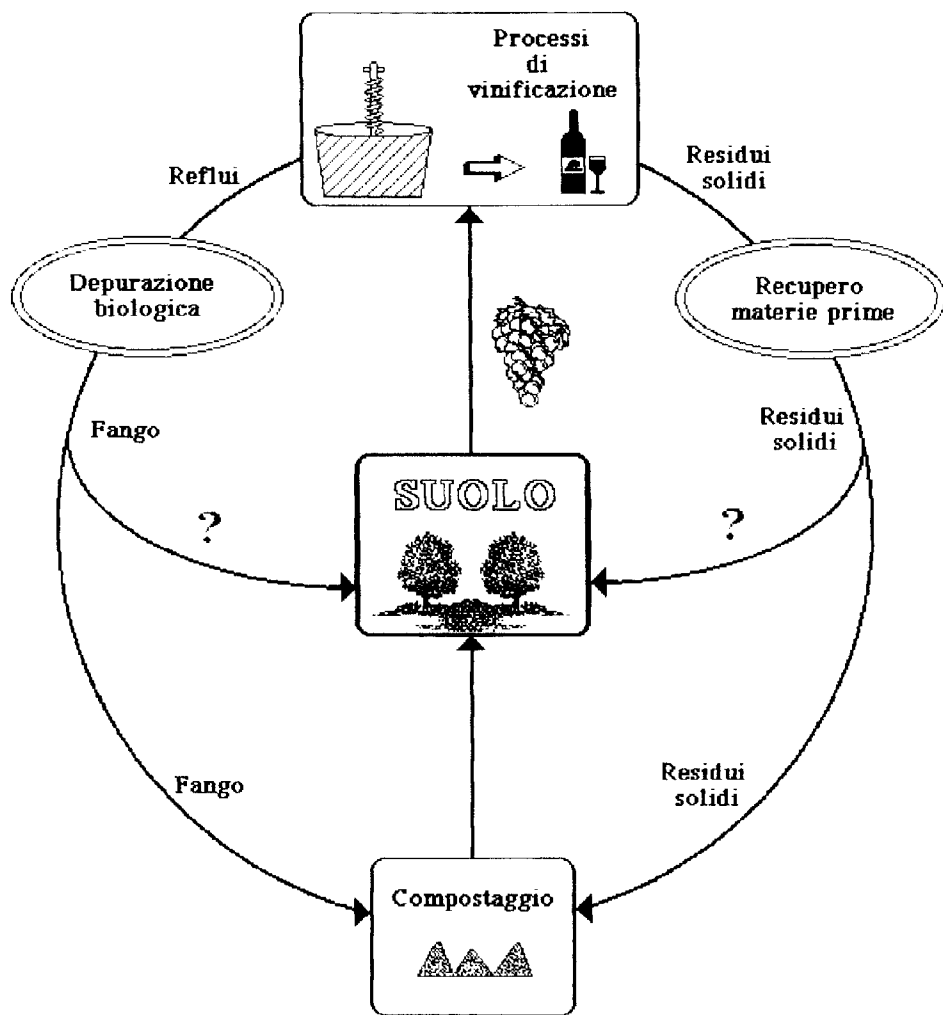 Processi
di
vinificazione
Reflui
Residui
solidi
Depurazione
biologica
Recupero
materie prime
Fango
Residui
solidi
SUOLO
?
?
Fango
Residui
solidi
Compostaggio